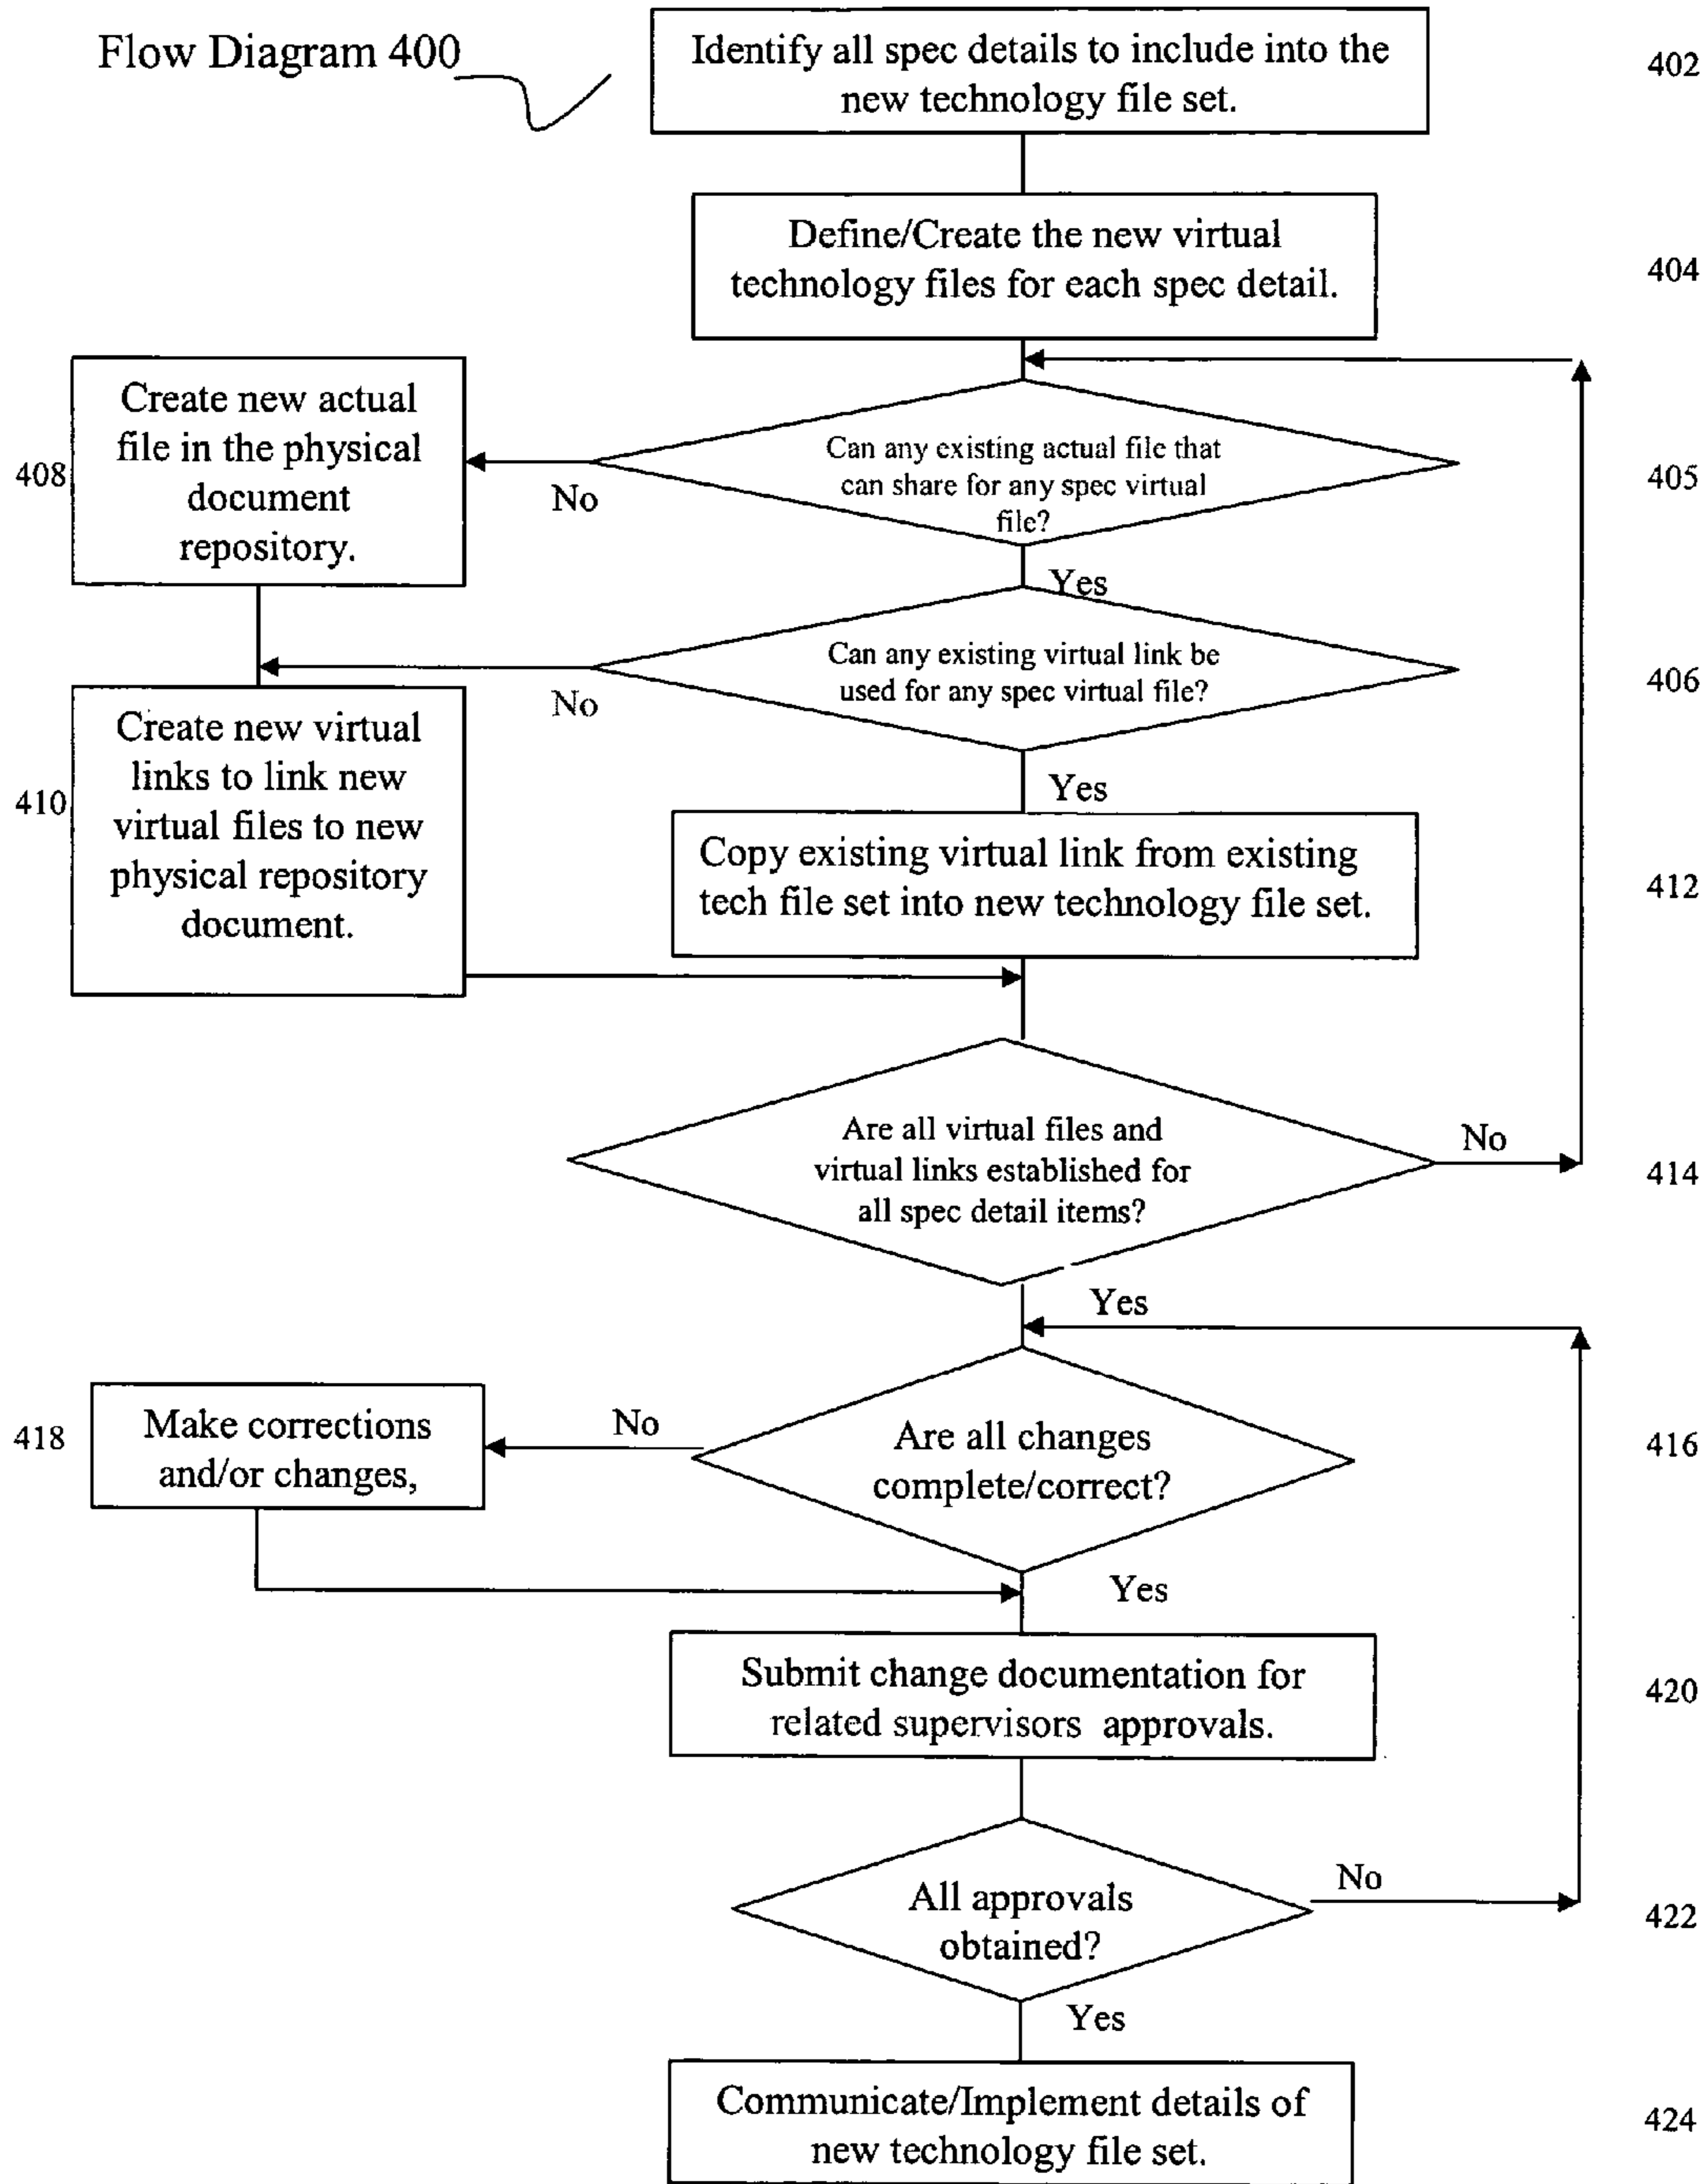 Flow Diagram 400
Identify all spec details to include into the
new technology file set.
402
Define/Create the new virtual
technology files for each spec detail.
404
Create new actual
file in the physical
document
repository.
408
No
Can any existing actual file that
can share for any spec virtual
file?
405
Yes
Can any existing virtual link be
used for any spec virtual file?
406
No
Create new virtual
links to link new
virtual files to new
physical repository
document.
410
Yes
Copy existing virtual link from existing
tech file set into new technology file set.
412
Are all virtual files and
virtual links established for
all spec detail items?
No
414
Yes
418
Make corrections
and/or changes,
No
Are all changes
complete/correct?
416
Yes
Submit change documentation for
related supervisors approvals.
420
All approvals
obtained?
No
422
Yes
Communicate/Implement details of
new technology file set.
424